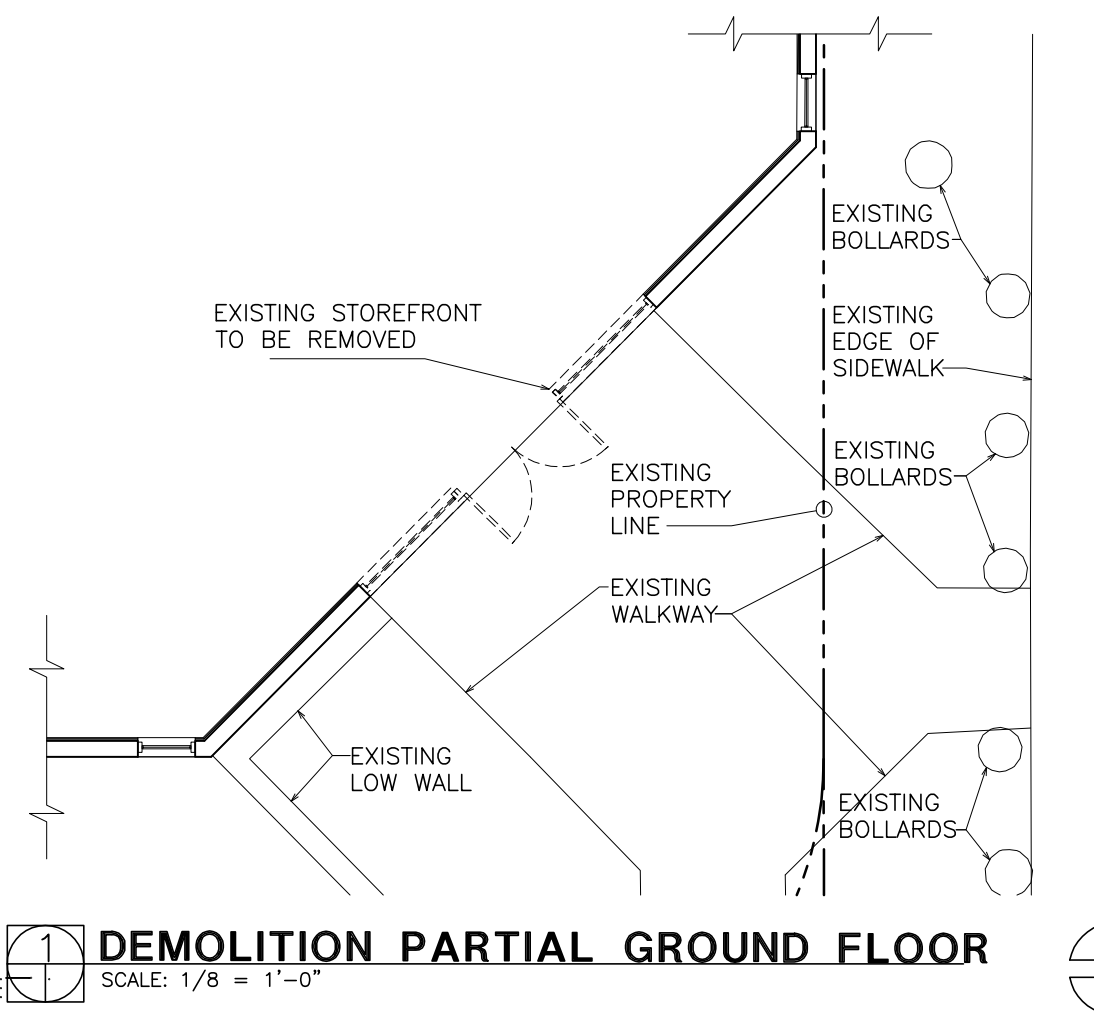 EXISTING
BOLLARDS
EXISTING STOREFRONT
TO BE REMOVED
EXISTING
EDGE OF
SIDEWALK
EXISTING
BOLLARDS
EXISTING
PROPERTY
LINE
EXISTING
WALKWAY
EXISTING
LOW WALL
EXISTING
BOLLARDS
1
DEMOLITION PARTIAL GROUND FLOOR
SCALE: 1/8 = 1'-0"